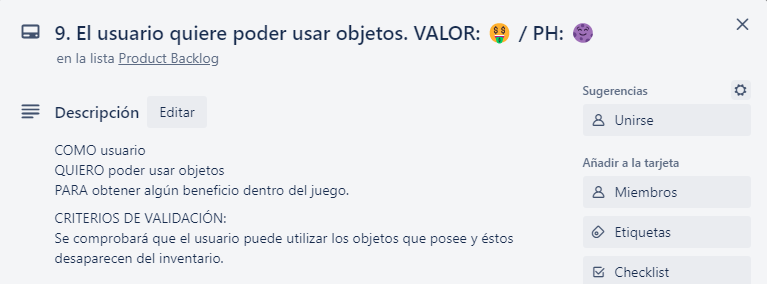 9. El usuario quiere poder usar objetos. VALOR: 🤑 / PH: 😈
en la lista Product Backlog
Descripción Editar
COMO usuario
QUIERO poder usar objetos
PARA obtener algún beneficio dentro del juego.
CRITERIOS DE VALIDACIÓN:
Se comprobará que el usuario puede utilizar los objetos que posee y éstos
desaparecen del inventario.
Sugerencias
Unirse
Añadir a la tarjeta
Miembros
Etiquetas
Checklist